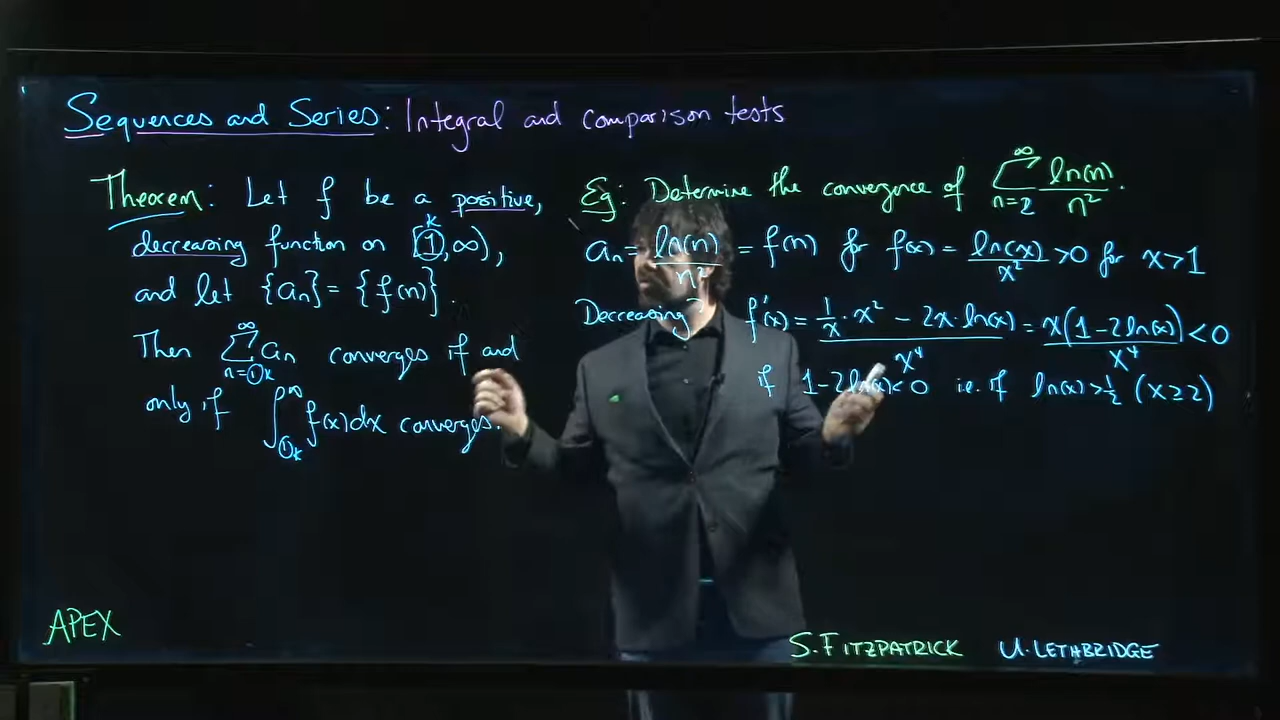 Sequences and Series: Integral and comparison tests
Theorem: Let f be a positive,
k
decreasing function on [1,∞),
and let {aₙ} = {f(n)}.
Then ∞∑n=1 k aₙ converges if and
only if ∫₁ k^∞ f(x)dx converges.
Eg: Determine the convergence of ∞∑n=2 ln(n)/n².
aₙ = ln(n)/n² = f(n) for f(x) = ln(x)/x² > 0 for x>1
Decreasing? f'(x) = (1/x · x² − 2x · ln(x))/x⁴ = x(1−2ln(x))/x⁴ < 0
if 1−2ln(x) < 0 i.e. if ln(x) > 1/2 (x≥2)
APEX
S. FITZPATRICK U. LETHBRIDGE